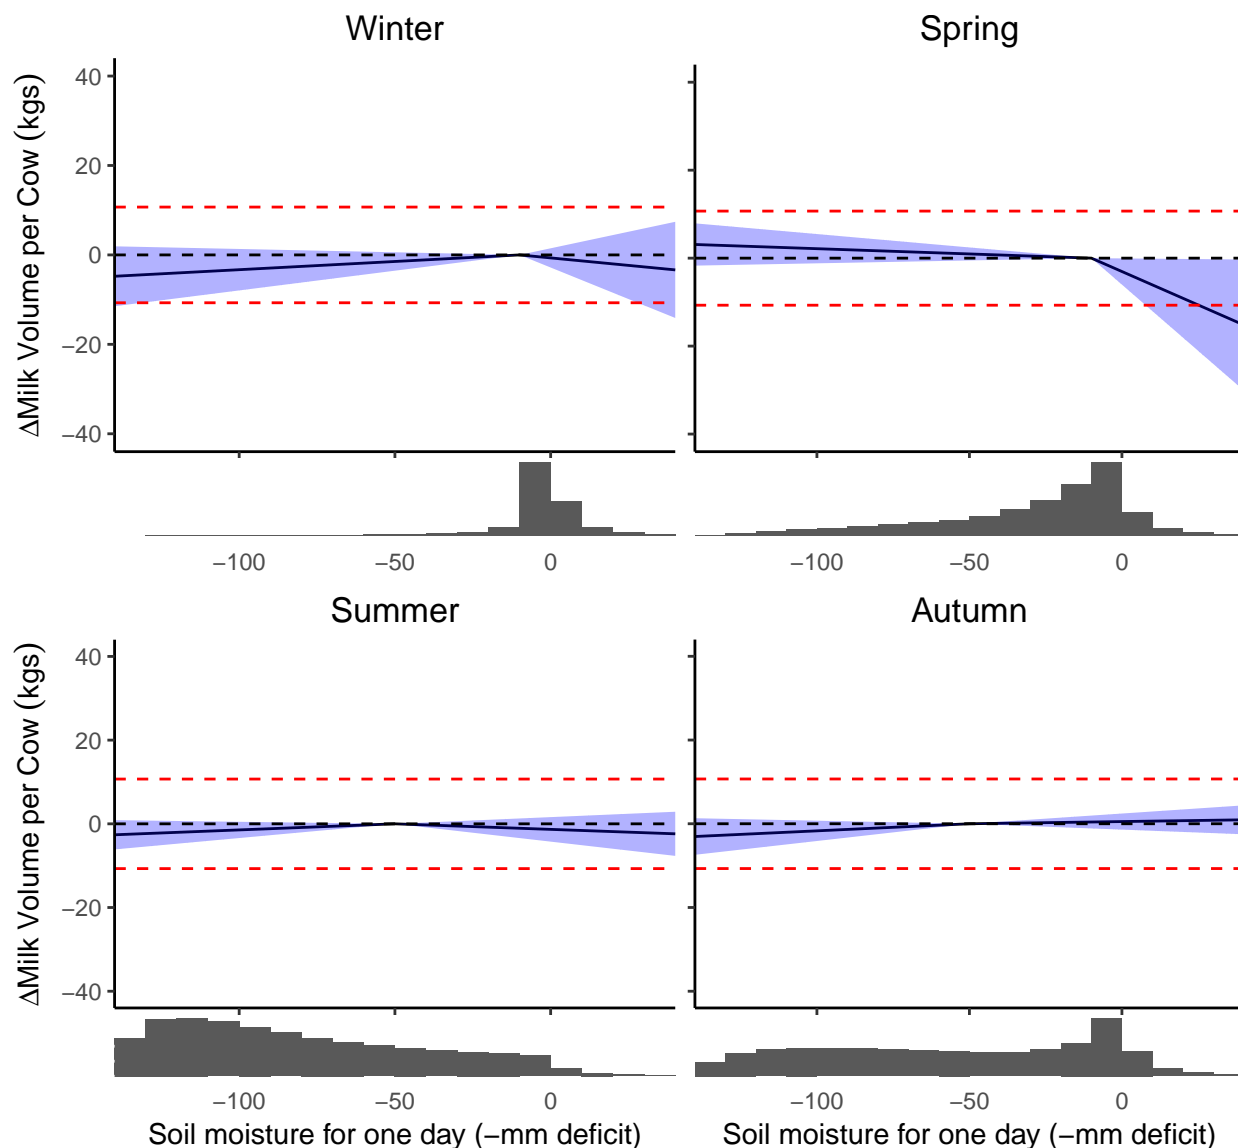 Winter
Spring
ΔMilk Volume per Cow (kgs)
40
20
0
−20
−40
−100
−50
0
−100
−50
0
Summer
Autumn
ΔMilk Volume per Cow (kgs)
40
20
0
−20
−40
−100
−50
0
−100
−50
0
Soil moisture for one day (−mm deficit)
Soil moisture for one day (−mm deficit)